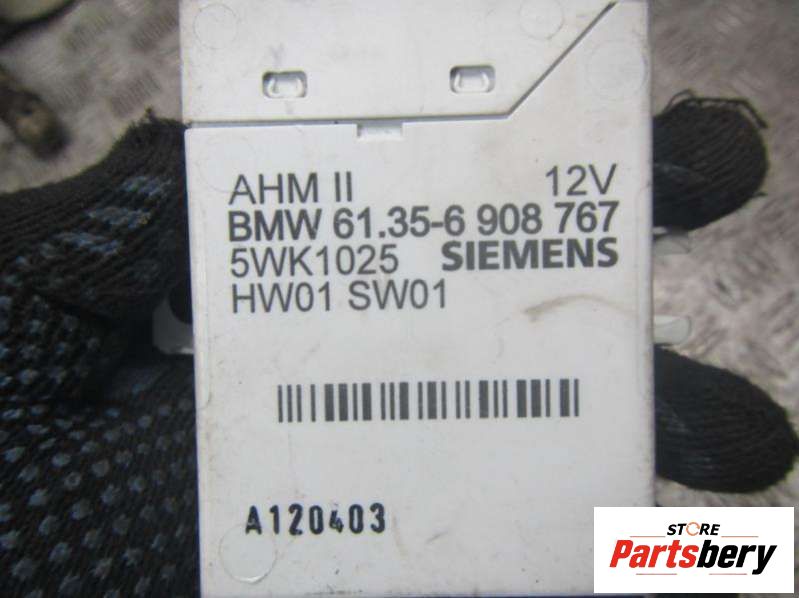 AHM II 12V
BMW 61.35-6 908 767
5WK1025 SIEMENS
HW01 SW01
A120403
STORE
Partsbery